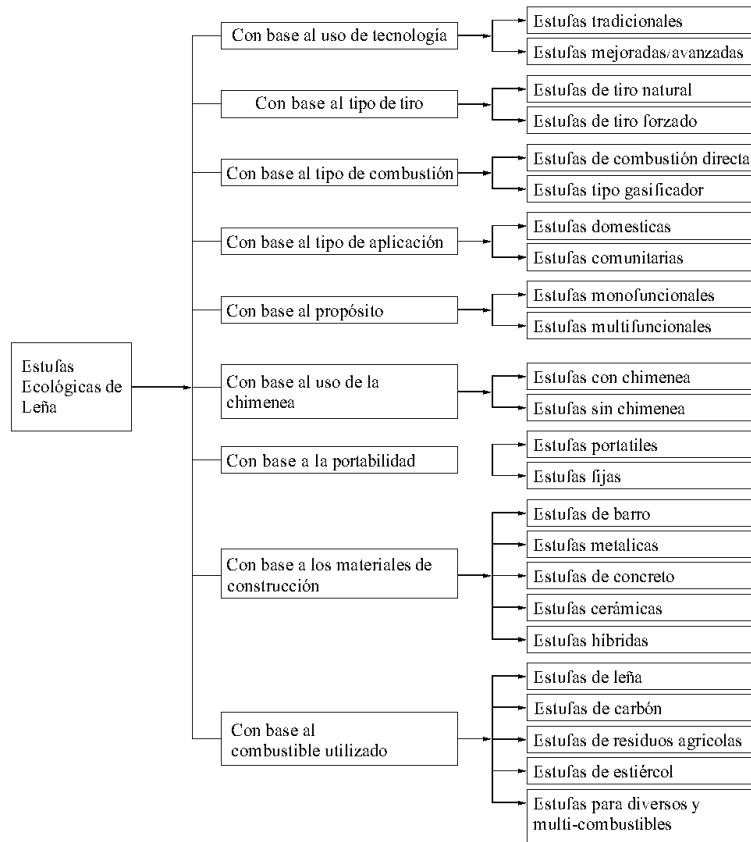 Estufas
Ecológicas de
Leña
Con base al uso de tecnología
Estufas tradicionales
Estufas mejoradas/avanzadas
Con base al tipo de tiro
Estufas de tiro natural
Estufas de tiro forzado
Con base al tipo de combustión
Estufas de combustión directa
Estufas tipo gasificador
Con base al tipo de aplicación
Estufas domesticas
Estufas comunitarias
Con base al propósito
Estufas monofuncionales
Estufas multifuncionales
Con base al uso de la
chimenea
Estufas con chimenea
Estufas sin chimenea
Con base a la portabilidad
Estufas portatiles
Estufas fijas
Con base a los materiales de
construcción
Estufas de barro
Estufas metalicas
Estufas de concreto
Estufas cerámicas
Estufas híbridas
Con base al
combustible utilizado
Estufas de leña
Estufas de carbón
Estufas de residuos agricolas
Estufas de estiércol
Estufas para diversos y
multi-combustibles